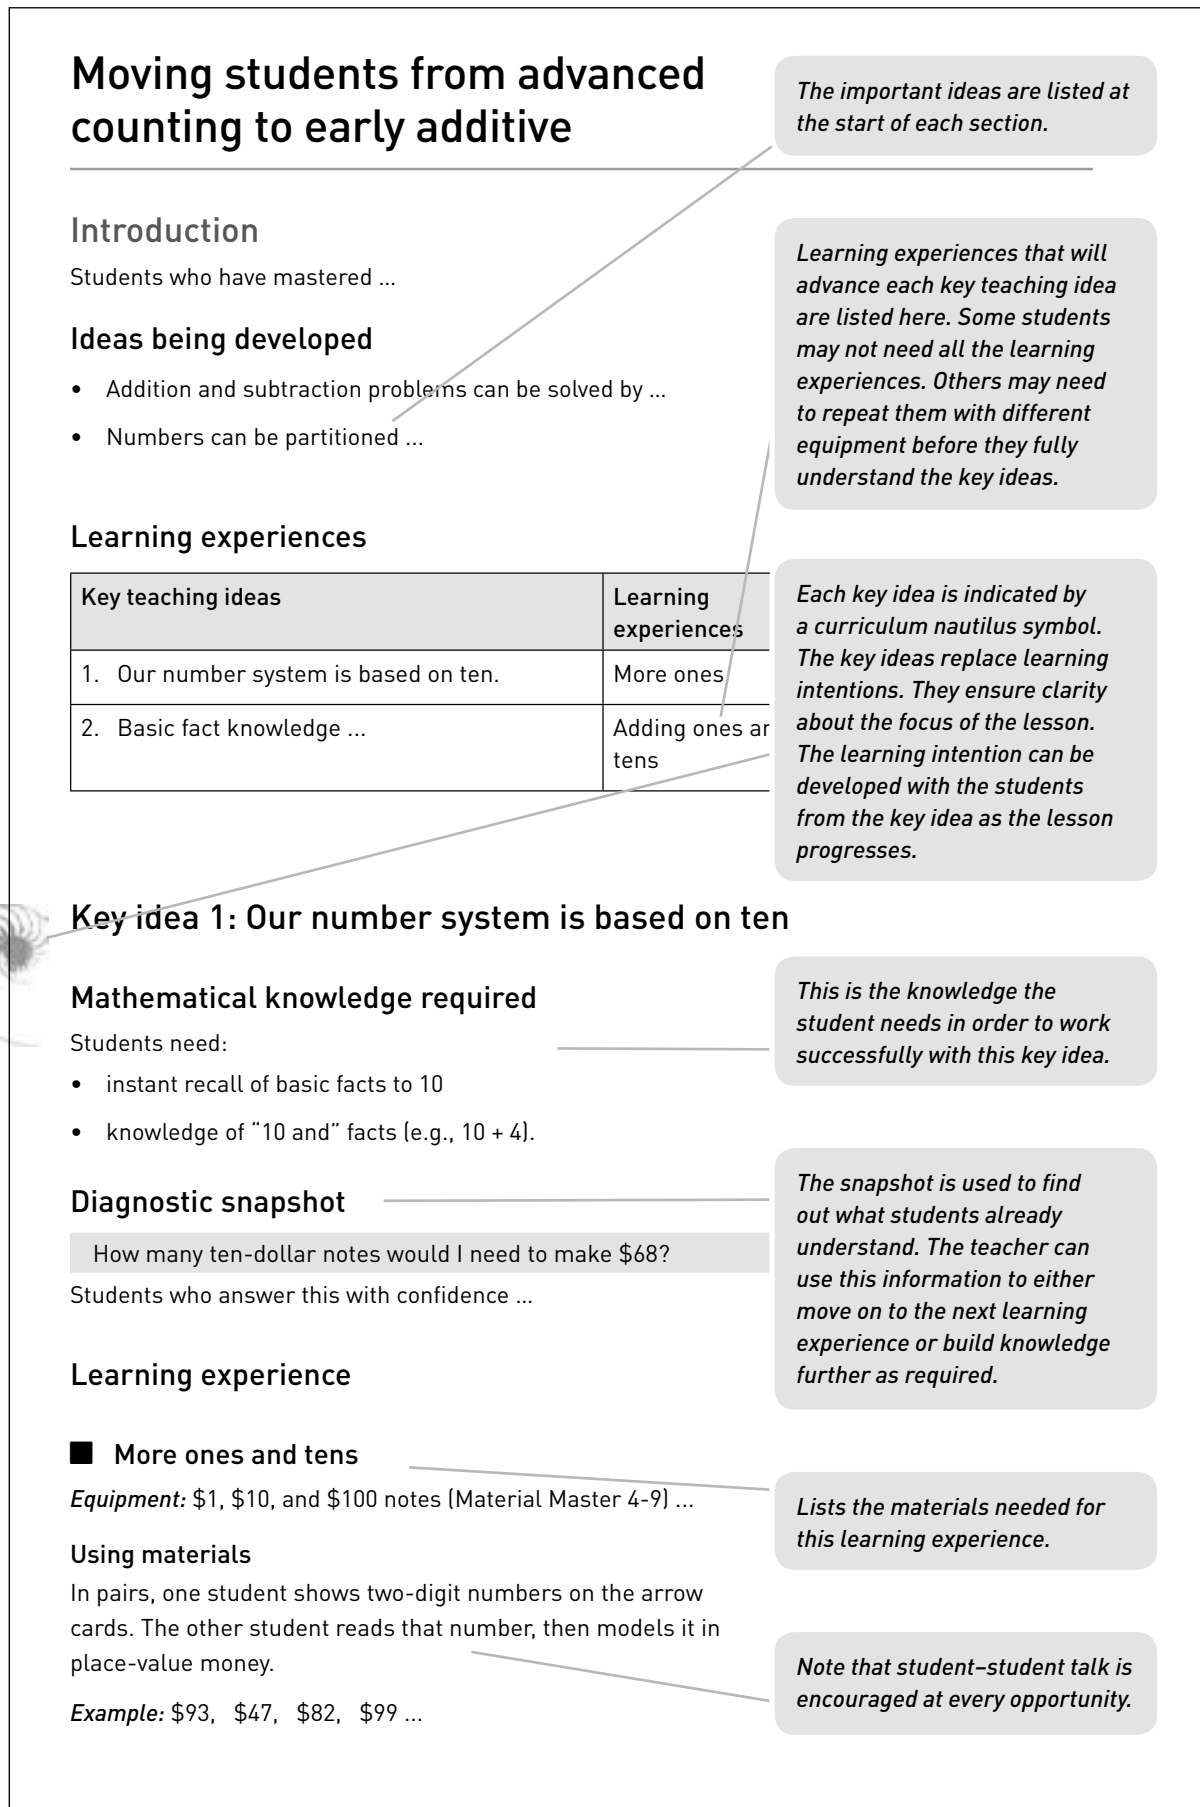 Moving students from advanced
counting to early additive
The important ideas are listed at
the start of each section.
Introduction
Students who have mastered ...
Ideas being developed
• Addition and subtraction problems can be solved by ...
• Numbers can be partitioned ...
Learning experiences that will
advance each key teaching idea
are listed here. Some students
may not need all the learning
experiences. Others may need
to repeat them with different
equipment before they fully
understand the key ideas.
Learning experiences
Key teaching ideas
Learning
experiences
1. Our number system is based on ten.
More ones
2. Basic fact knowledge ...
Adding ones ar
tens
Each key idea is indicated by
a curriculum nautilus symbol.
The key ideas replace learning
intentions. They ensure clarity
about the focus of the lesson.
The learning intention can be
developed with the students
from the key idea as the lesson
progresses.
Key idea 1: Our number system is based on ten
Mathematical knowledge required
Students need:
• instant recall of basic facts to 10
• knowledge of “10 and” facts (e.g., 10 + 4).
This is the knowledge the
student needs in order to work
successfully with this key idea.
Diagnostic snapshot
How many ten-dollar notes would I need to make $68?
Students who answer this with confidence ...
The snapshot is used to find
out what students already
understand. The teacher can
use this information to either
move on to the next learning
experience or build knowledge
further as required.
Learning experience
■ More ones and tens
Equipment: $1, $10, and $100 notes (Material Master 4-9) ...
Lists the materials needed for
this learning experience.
Using materials
In pairs, one student shows two-digit numbers on the arrow
cards. The other student reads that number, then models it in
place-value money.
Example: $93, $47, $82, $99 ...
Note that student–student talk is
encouraged at every opportunity.